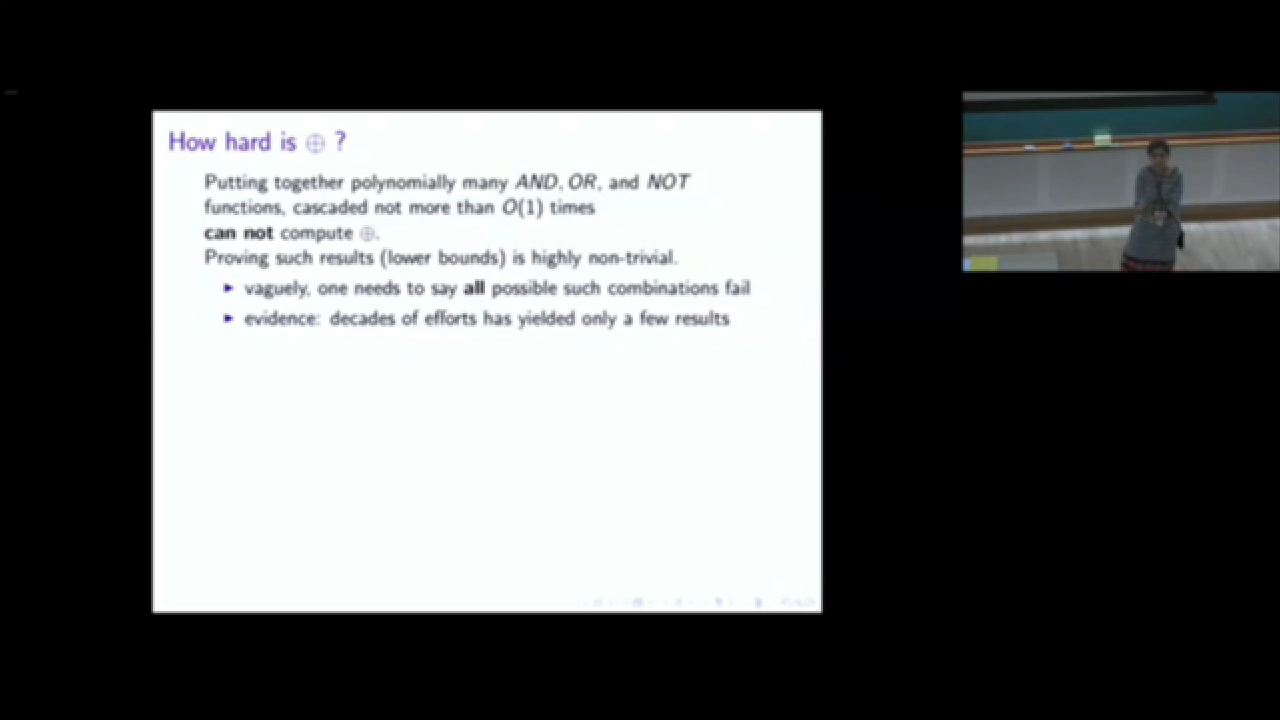 How hard is ⊕ ?
Putting together polynomially many AND, OR, and NOT
functions, cascaded not more than O(1) times
can not compute ⊕.
Proving such results (lower bounds) is highly non-trivial.
▶ vaguely, one needs to say all possible such combinations fail
▶ evidence: decades of efforts has yielded only a few results